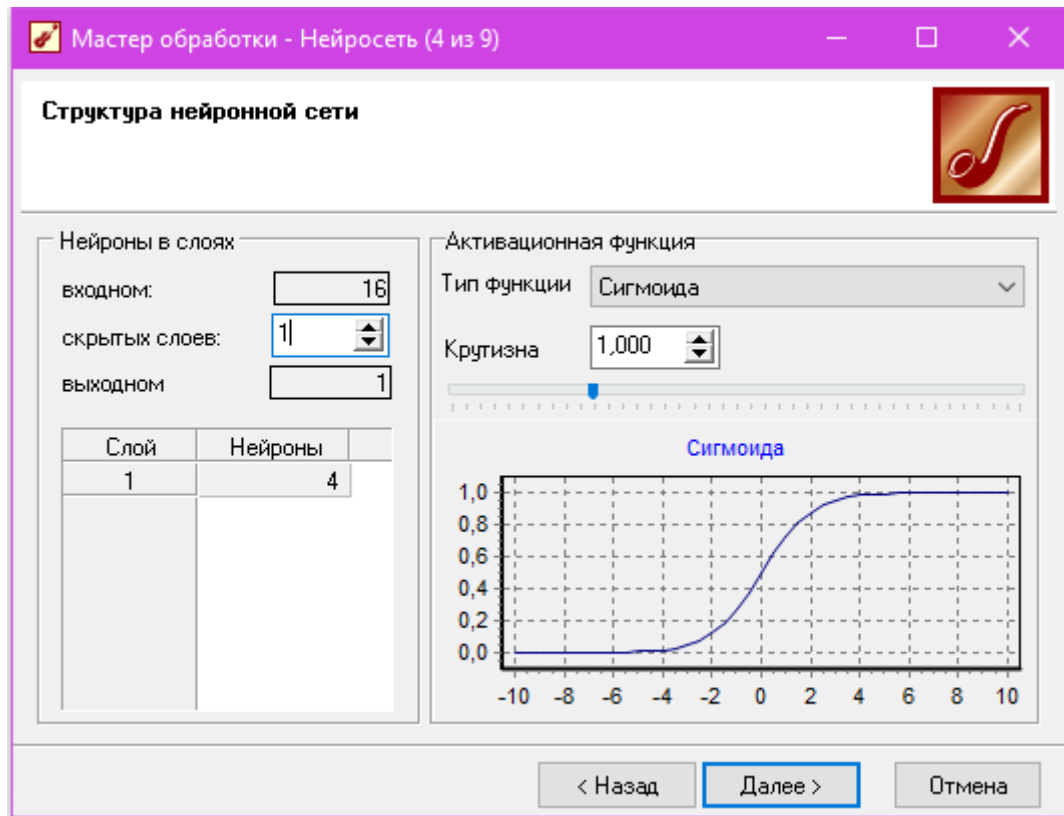 Мастер обработки - Нейросеть (4 из 9)
Структура нейронной сети
Нейроны в слоях
входном: 16
скрытых слоев: 1
выходном 1
Слой Нейроны
1 4
Активационная функция
Тип функции Сигмоида
Крутизна 1,000
Сигмоида
1,0
0,8
0,6
0,4
0,2
0,0
-10 -8 -6 -4 -2 0 2 4 6 8 10
< Назад Далее > Отмена